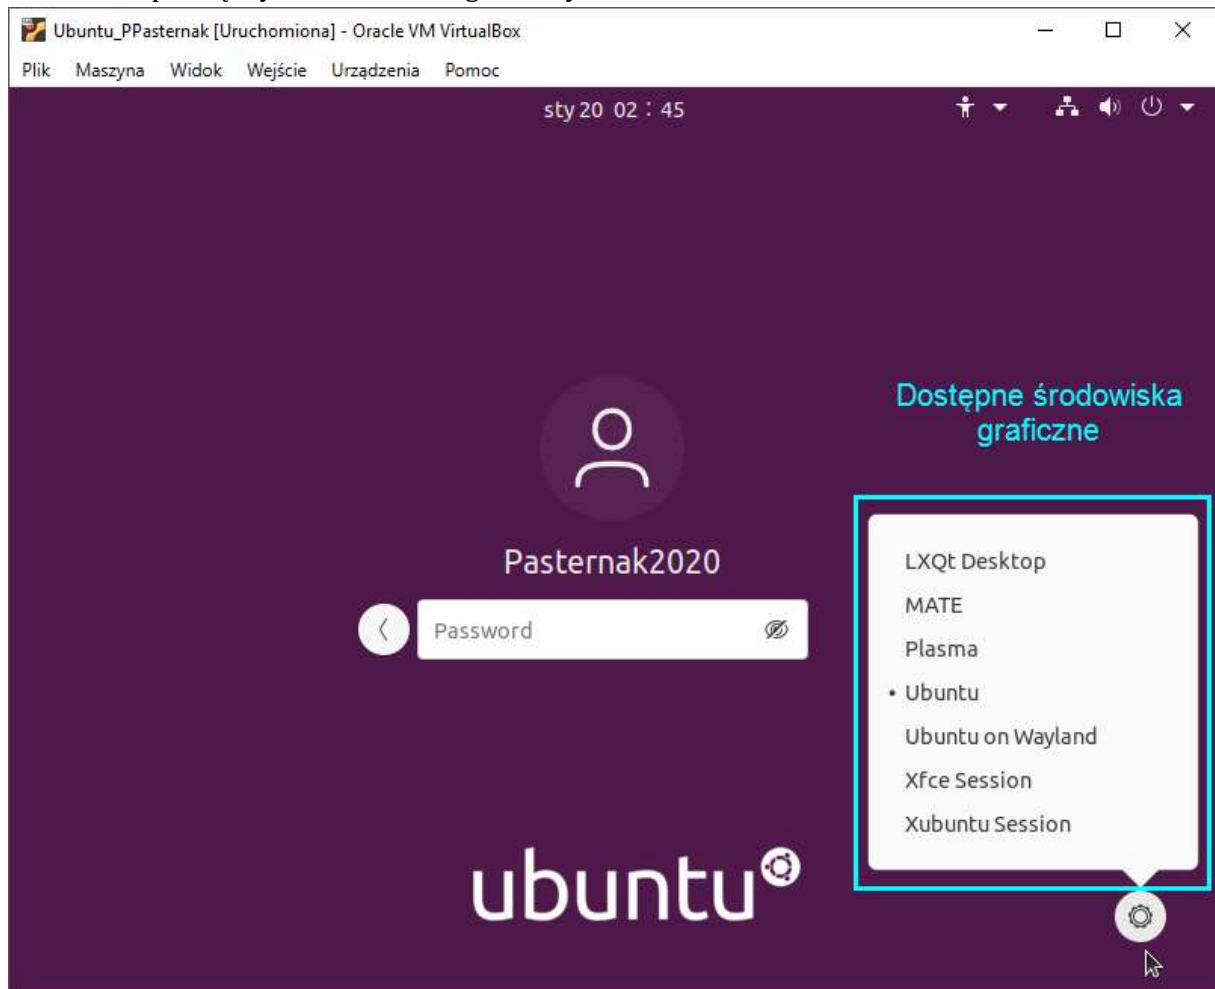 Ubuntu_PPasternak [Uruchomiona] - Oracle VM VirtualBox
Plik Maszyna Widok Wejście Urządzenia Pomoc
sty 20 02 : 45
Dostępne środowiska
graficzne
Pasternak2020
Password
LXQt Desktop
MATE
Plasma
• Ubuntu
Ubuntu on Wayland
Xfce Session
Xubuntu Session
ubuntu